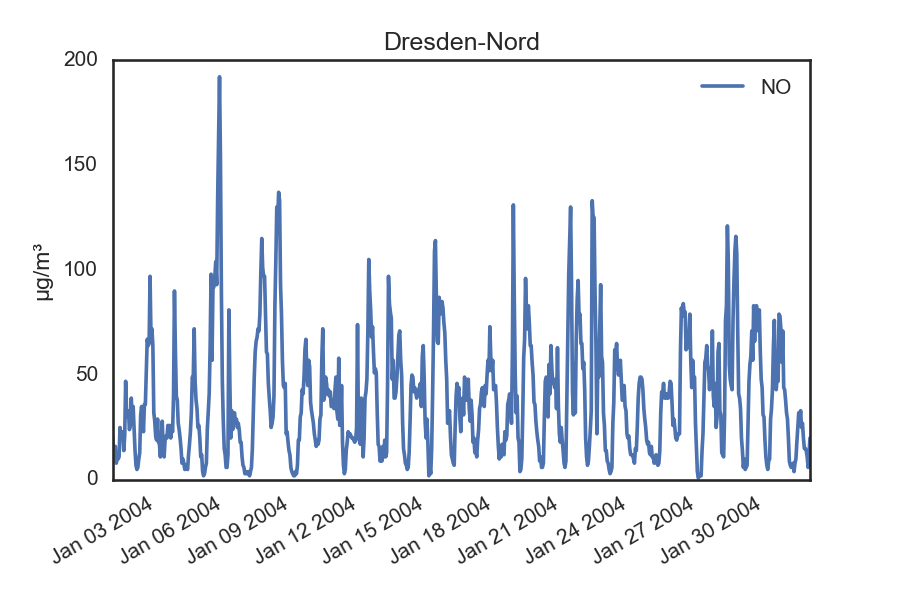 Dresden-Nord
200
150
100
50
0
µg/m³
NO
Jan 03 2004
Jan 06 2004
Jan 09 2004
Jan 12 2004
Jan 15 2004
Jan 18 2004
Jan 21 2004
Jan 24 2004
Jan 27 2004
Jan 30 2004